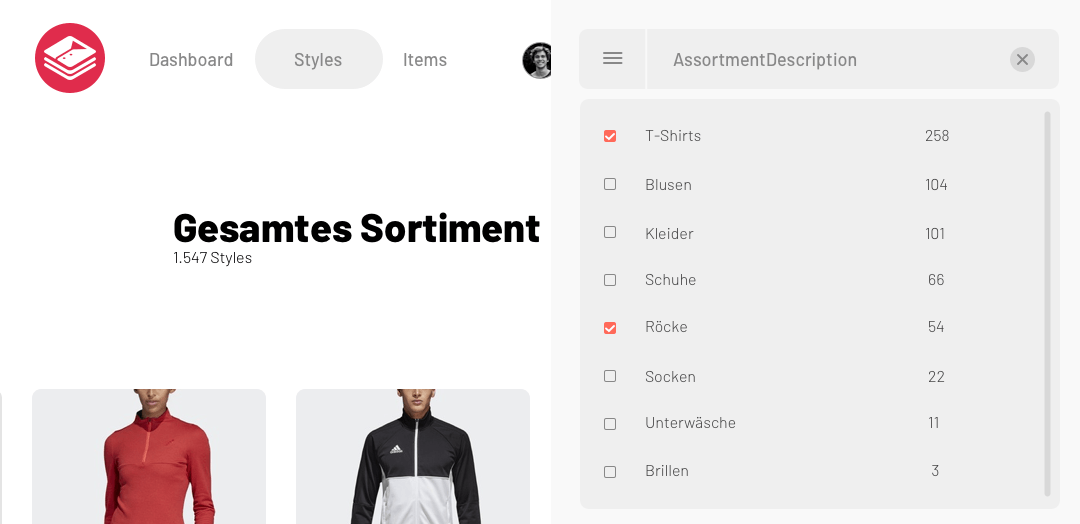 Dashboard
Styles
Items
Gesamtes Sortiment
1.547 Styles
AssortmentDescription
T-Shirts 258
Blusen 104
Kleider 101
Schuhe 66
Röcke 54
Socken 22
Unterwäsche 11
Brillen 3